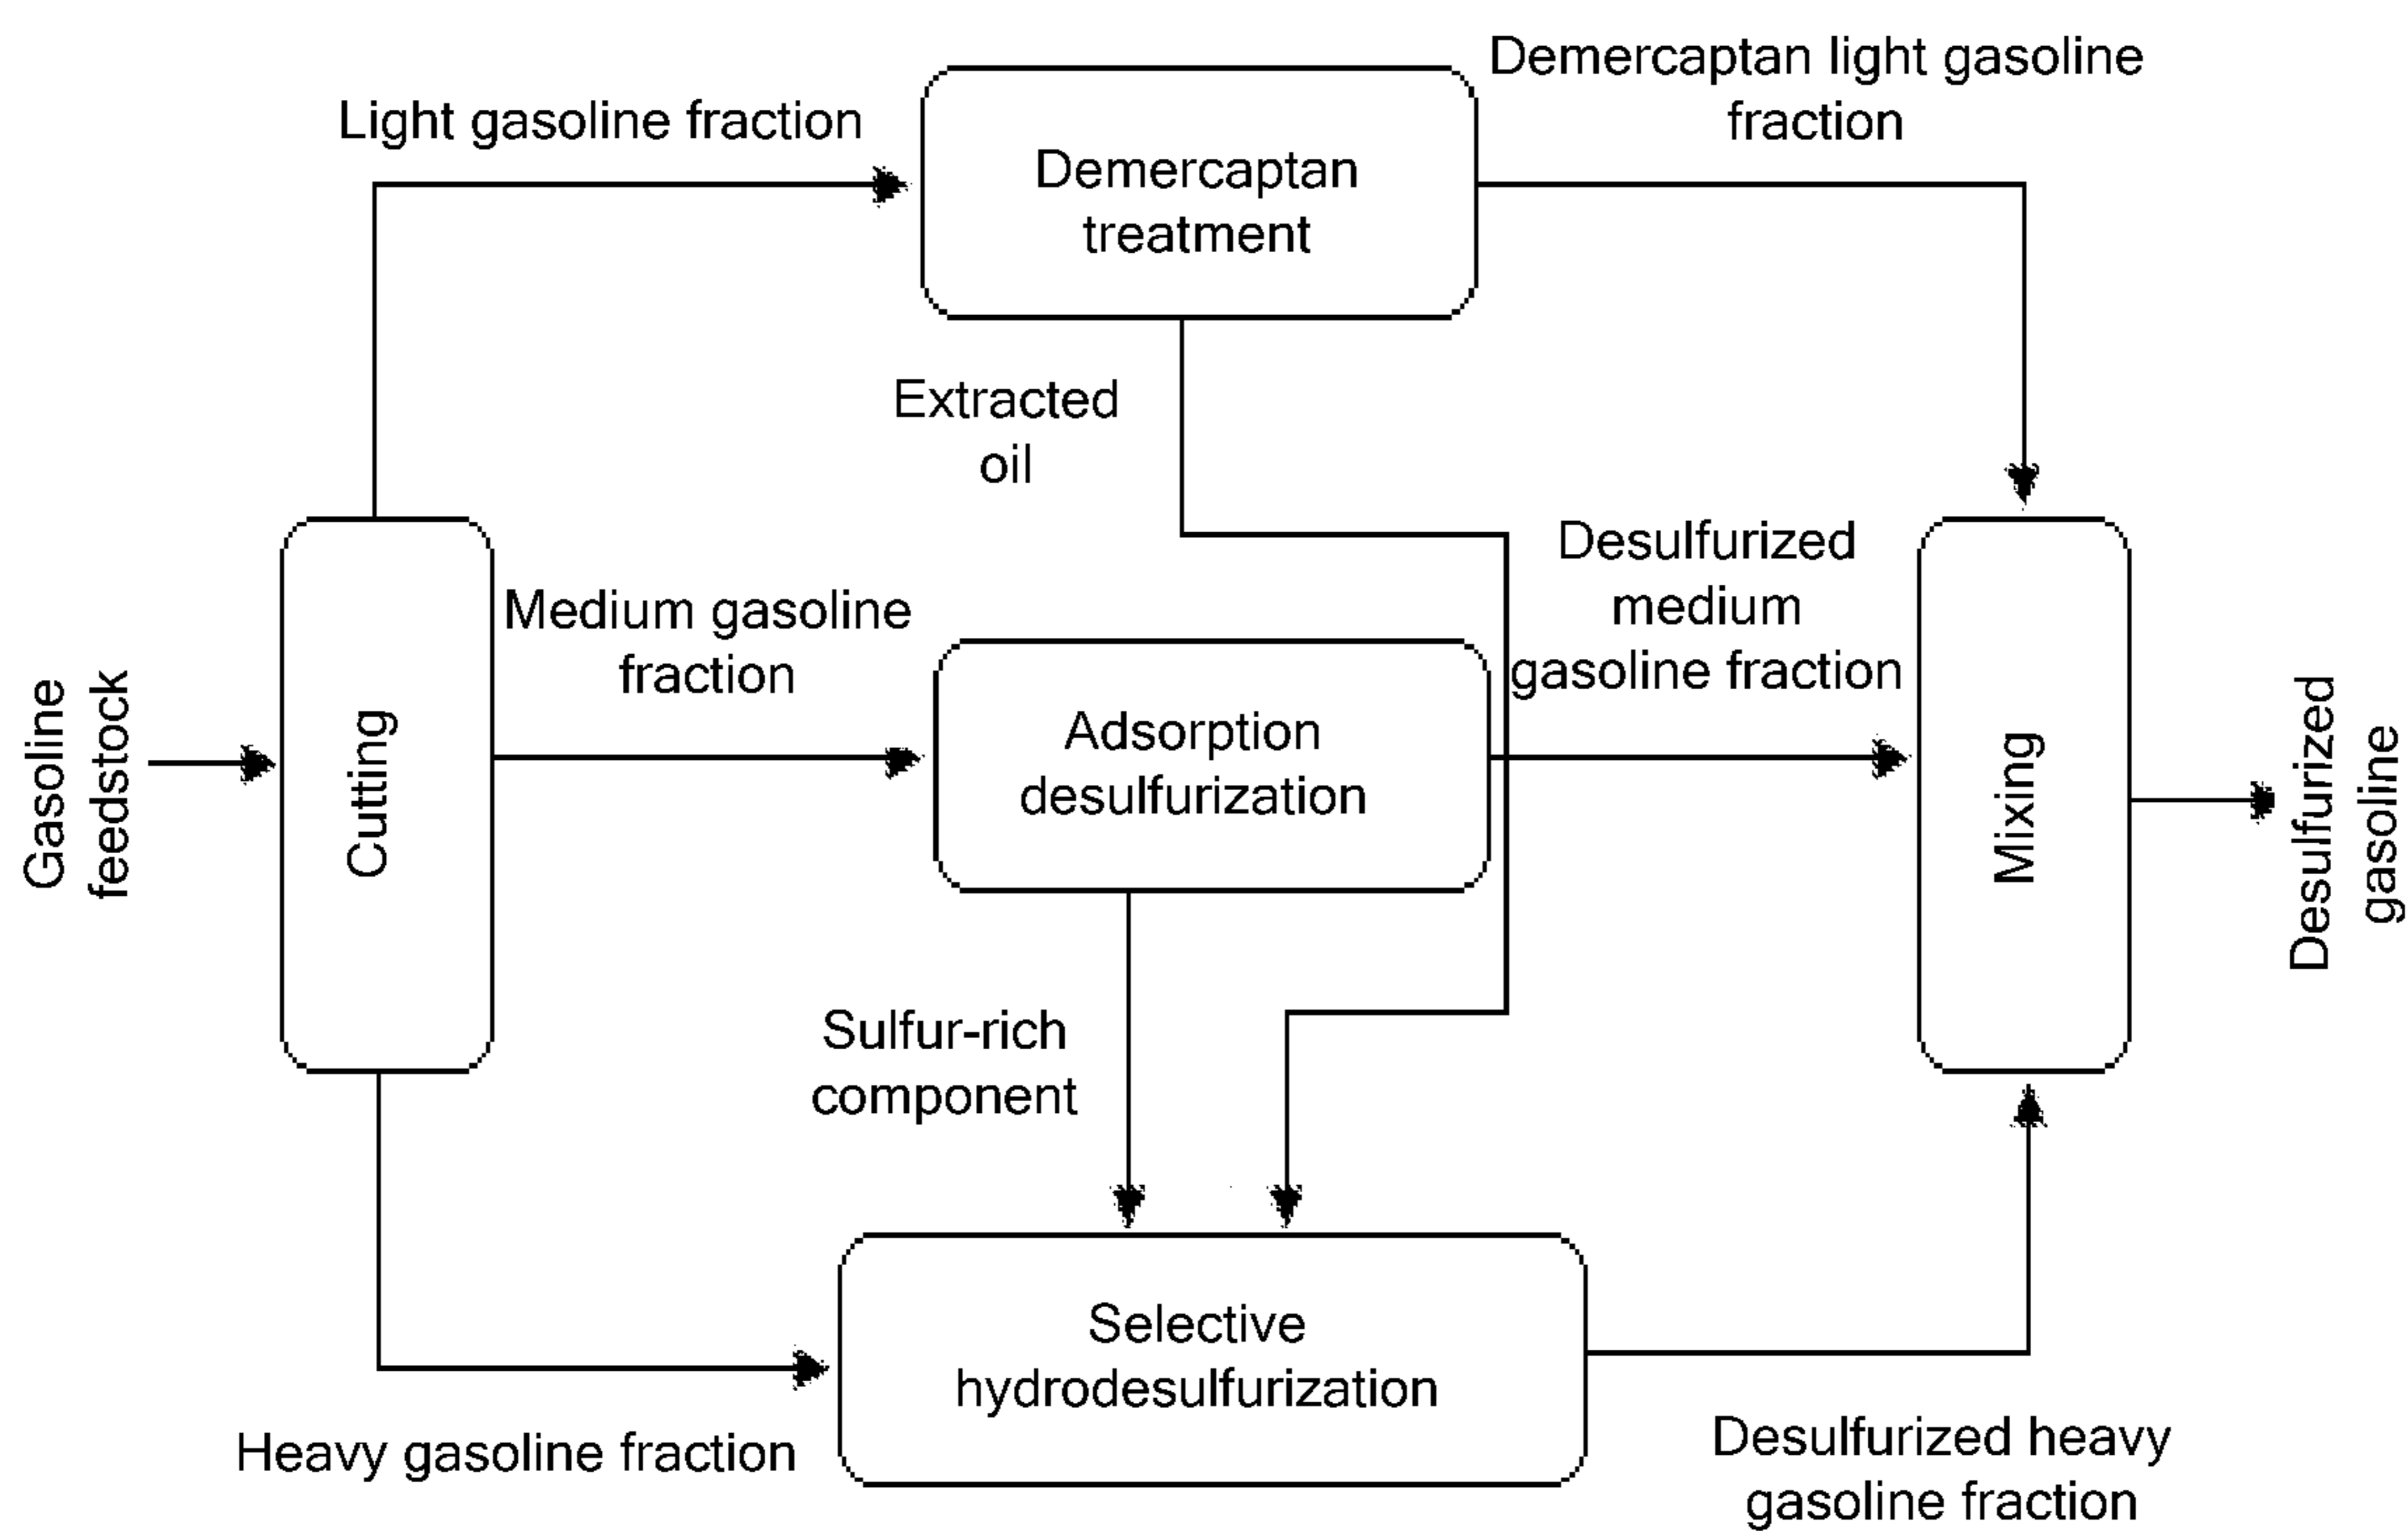 Demercaptan light gasoline
fraction
Light gasoline fraction
Demercaptan
treatment
Extracted
oil
Desulfurized
medium
gasoline fraction
Medium gasoline
fraction
Gasoline
feedstock
Cutting
Adsorption
desulfurization
Mixing
Desulfurized
gasoline
Sulfur-rich
component
Selective
hydrodesulfurization
Heavy gasoline fraction
Desulfurized heavy
gasoline fraction